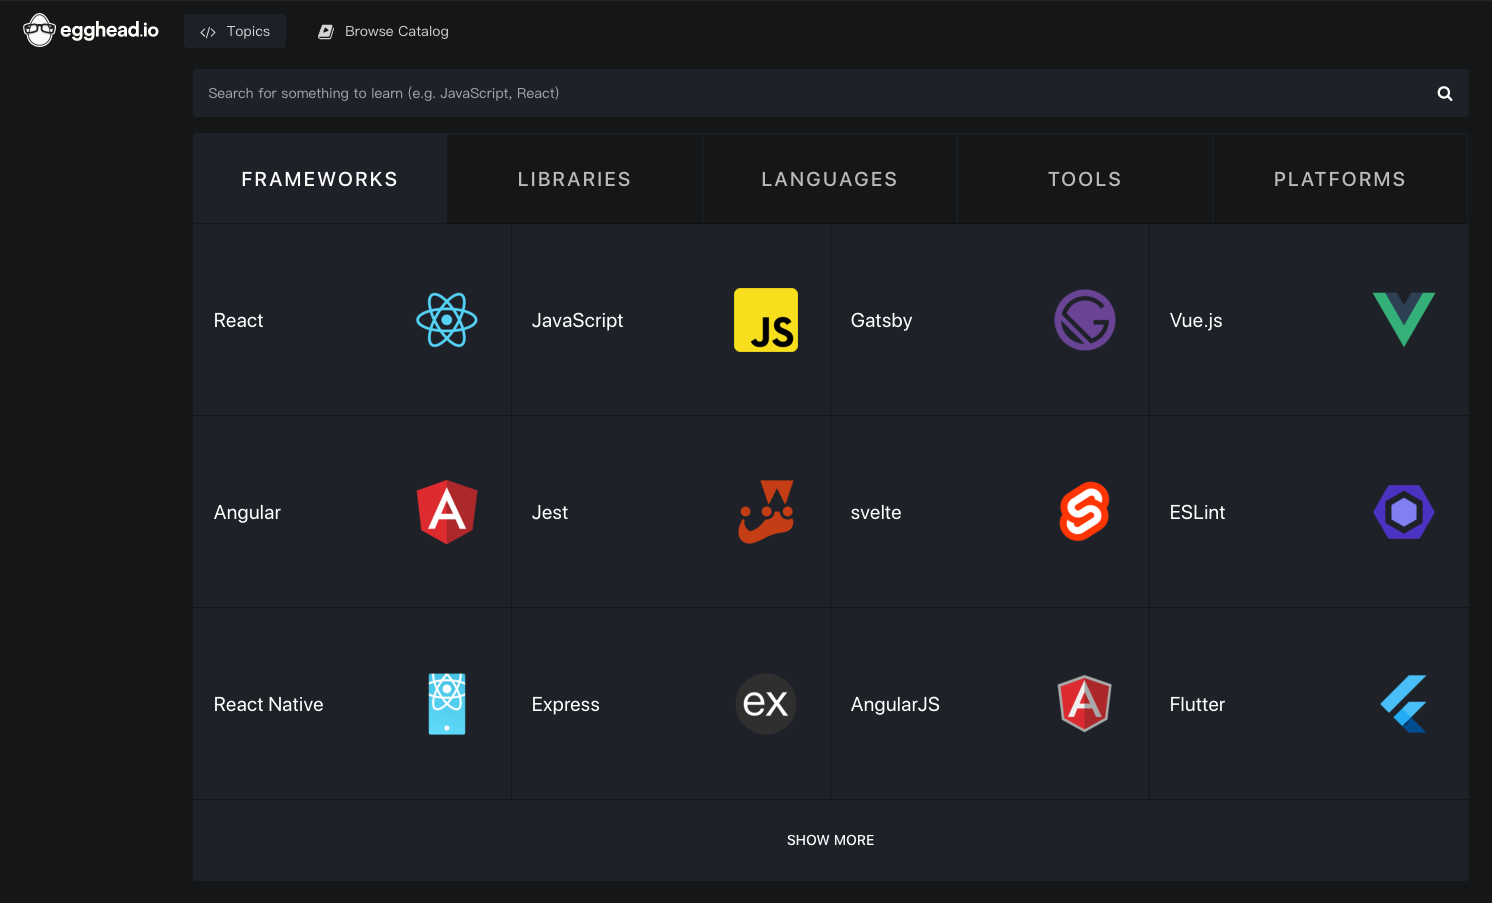 egghead.io
Topics
Browse Catalog
Search for something to learn (e.g. JavaScript, React)
FRAMEWORKS
LIBRARIES
LANGUAGES
TOOLS
PLATFORMS
React
JavaScript
JS
Gatsby
Vue.js
Angular
A
Jest
svelte
ESLint
React Native
Express
ex
AngularJS
A
Flutter
SHOW MORE